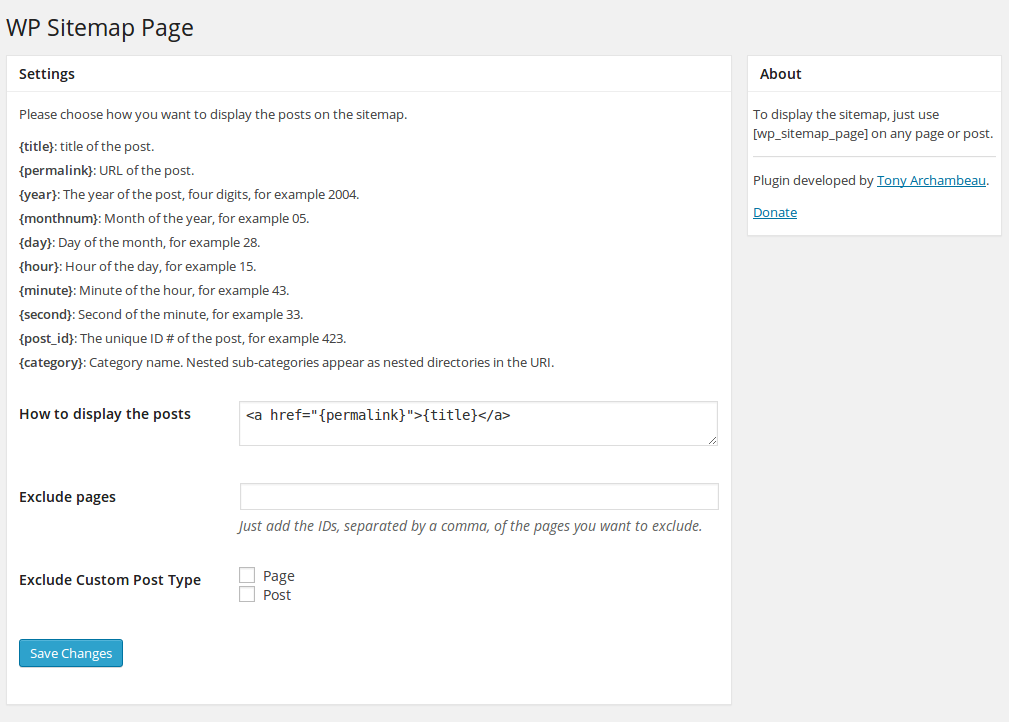 WP Sitemap Page
Settings
Please choose how you want to display the posts on the sitemap.
{title}: title of the post.
{permalink}: URL of the post.
{year}: The year of the post, four digits, for example 2004.
{monthnum}: Month of the year, for example 05.
{day}: Day of the month, for example 28.
{hour}: Hour of the day, for example 15.
{minute}: Minute of the hour, for example 43.
{second}: Second of the minute, for example 33.
{post_id}: The unique ID # of the post, for example 423.
{category}: Category name. Nested sub-categories appear as nested directories in the URI.
How to display the posts
<a href="{permalink}">{title}</a>
Exclude pages
Just add the IDs, separated by a comma, of the pages you want to exclude.
Exclude Custom Post Type
Page
Post
Save Changes
About
To display the sitemap, just use
[wp_sitemap_page] on any page or post.
Plugin developed by Tony Archambeau.
Donate